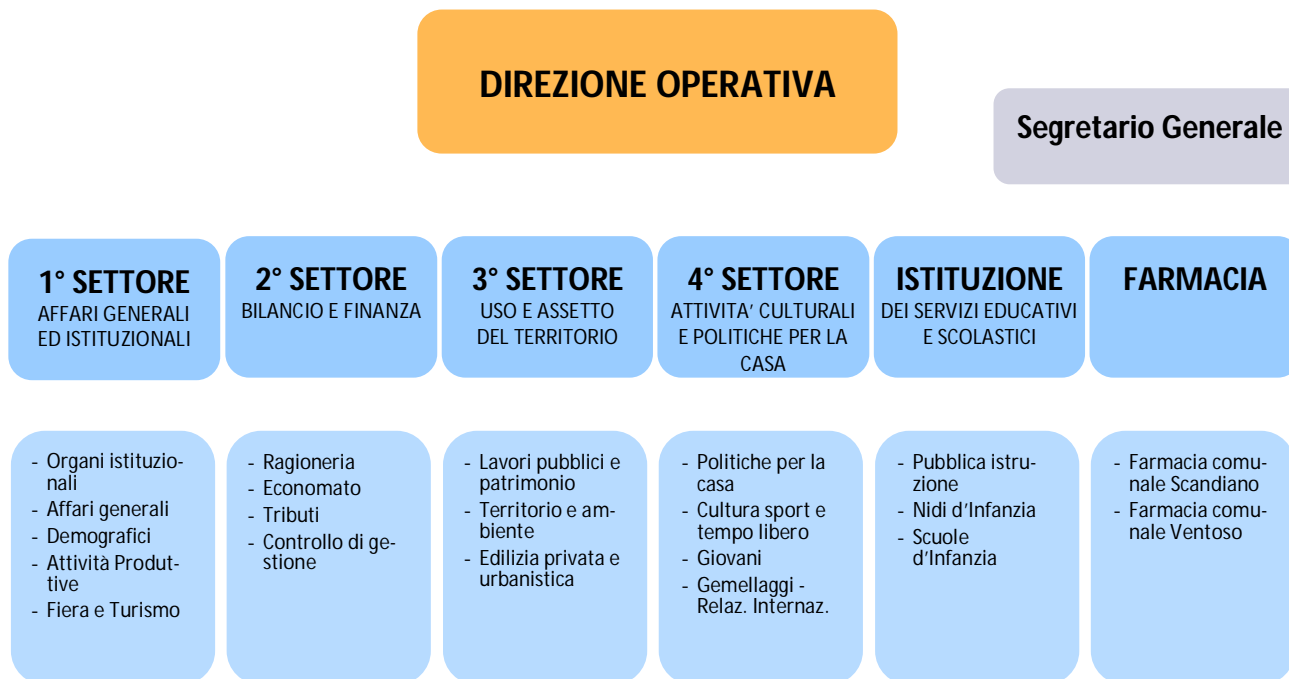 DIREZIONE OPERATIVA
Segretario Generale
1° SETTORE
AFFARI GENERALI
ED ISTITUZIONALI
2° SETTORE
BILANCIO E FINANZA
3° SETTORE
USO E ASSETTO
DEL TERRITORIO
4° SETTORE
ATTIVITA’ CULTURALI
E POLITICHE PER LA
CASA
ISTITUZIONE
DEI SERVIZI EDUCATIVI
E SCOLASTICI
FARMACIA
- Organi istituzio-
nali
- Affari generali
- Demografici
- Attività Produt-
tive
- Fiera e Turismo
- Ragioneria
- Economato
- Tributi
- Controllo di ge-
stione
- Lavori pubblici e
patrimonio
- Territorio e am-
biente
- Edilizia privata e
urbanistica
- Politiche per la
casa
- Cultura sport e
tempo libero
- Giovani
- Gemellaggi -
Relaz. Internaz.
- Pubblica istru-
zione
- Nidi d’Infanzia
- Scuole
d’Infanzia
- Farmacia comu-
nale Scandiano
- Farmacia comu-
nale Ventoso